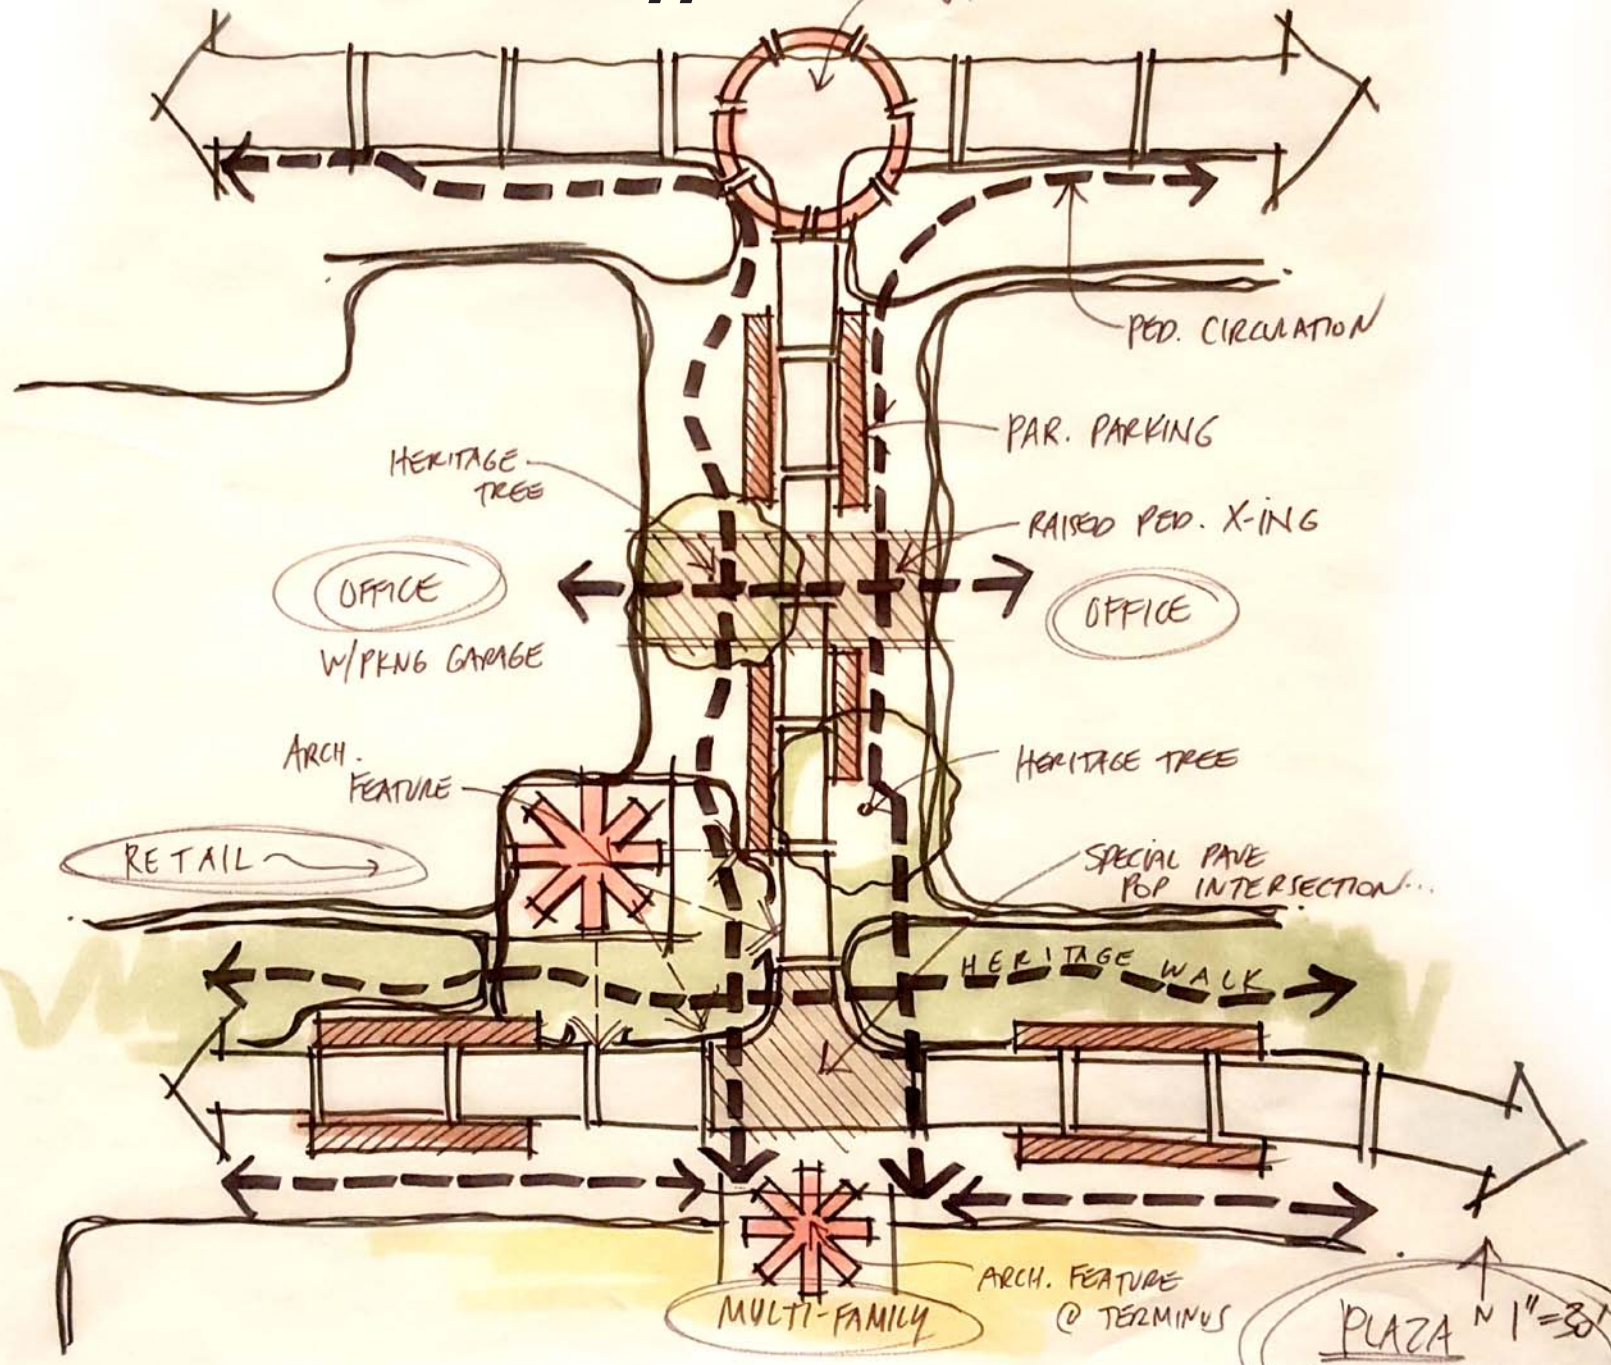 PED. CIRCULATION
PAR. PARKING
HERITAGE
TREE
RAISED PED. X-ING
OFFICE
W/PKNG GARAGE
OFFICE
ARCH.
FEATURE
HERITAGE TREE
RETAIL
SPECIAL PAVE
POP INTERSECTION...
HERITAGE WALK
ARCH. FEATURE
@ TERMINUS
MULTI-FAMILY
PLAZA
N 1"=30'